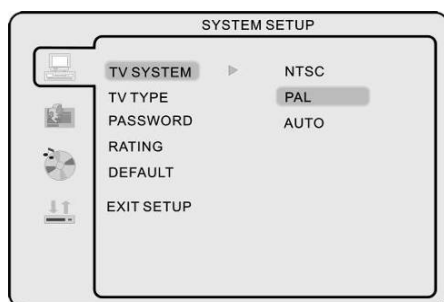 SYSTEM SETUP
TV SYSTEM NTSC
TV TYPE PAL
PASSWORD AUTO
RATING
DEFAULT
EXIT SETUP